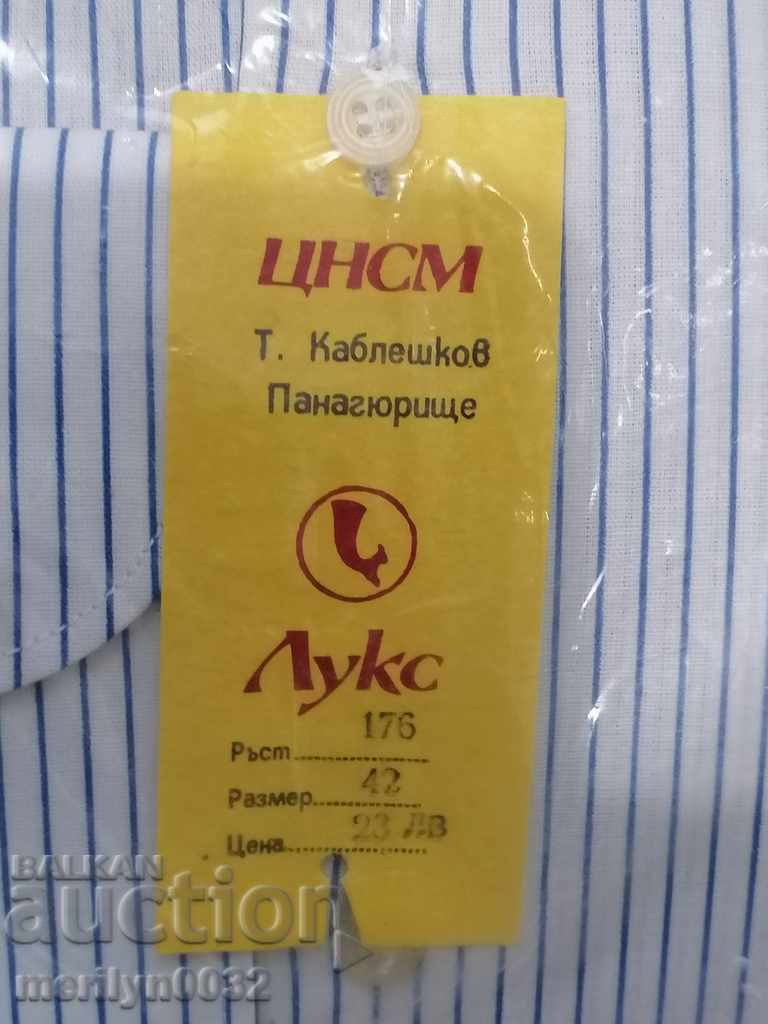 ЦНСМ
Т. Каблешков
Панагюрище
Лукс
Ръст 176
Размер 42
Цена 23 ЛВ
BALKAN
auction
merilyn0032